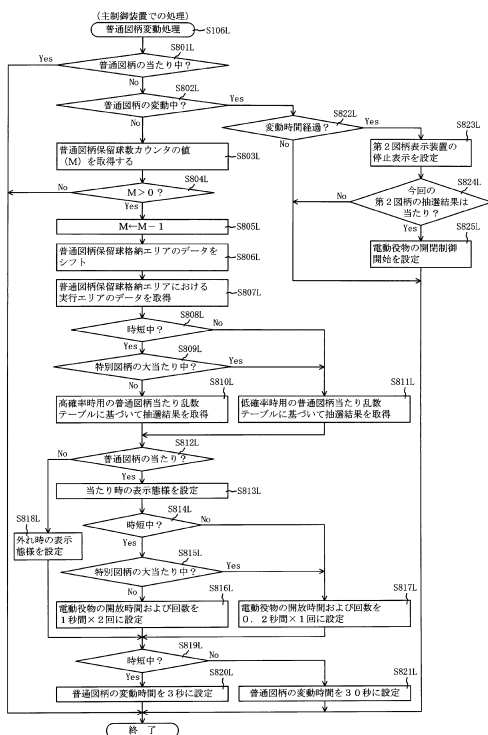 (主制御装置での処理)
普通図柄変動処理
S106L
S801L
普通図柄の当たり中?
Yes
No
S802L
普通図柄の変動中?
Yes
No
S822L
変動時間経過?
Yes
No
S823L
第2図柄表示装置の
停止表示を設定
S824L
今回の
第2図柄の抽選結果は
当たり?
No
Yes
S825L
電動役物の開閉制御
開始を設定
普通図柄保留球数カウンタの値
(M)を取得する
S803L
S804L
M>0?
No
Yes
M←M-1
S805L
普通図柄保留球格納エリアのデータを
シフト
S806L
普通図柄保留球格納エリアにおける
実行エリアのデータを取得
S807L
S808L
時短中?
No
Yes
S809L
特別図柄の大当たり中?
Yes
No
S810L
高確率時用の普通図柄当たり乱数
テーブルに基づいて抽選結果を取得
S811L
低確率時用の普通図柄当たり乱数
テーブルに基づいて抽選結果を取得
S812L
普通図柄の当たり?
No
Yes
当たり時の表示態様を設定
S813L
S814L
時短中?
No
Yes
S818L
外れ時の表示
態様を設定
S815L
特別図柄の大当たり中?
Yes
No
S816L
電動役物の開放時間および回数を
1秒間×2回に設定
S817L
電動役物の開放時間および回数を
0.2秒間×1回に設定
S819L
時短中?
No
Yes
S820L
普通図柄の変動時間を3秒に設定
S821L
普通図柄の変動時間を30秒に設定
終 了